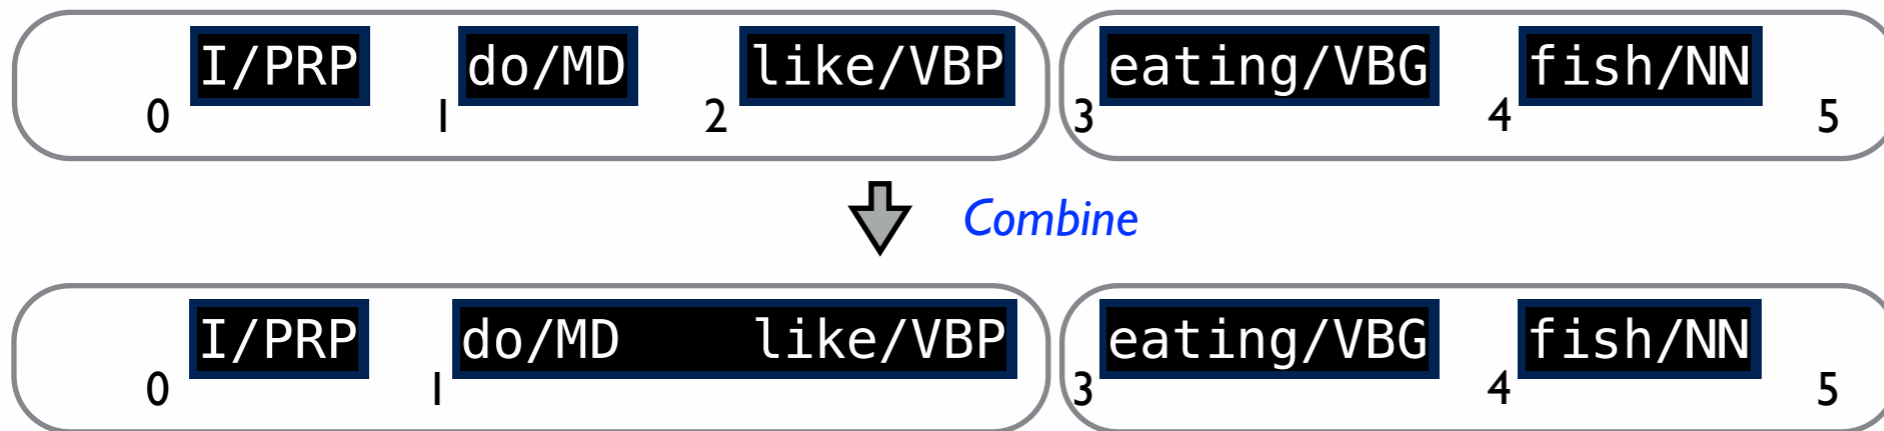 I/PRP do/MD like/VBP eating/VBG fish/NN
0 1 2 3 4 5
Combine
I/PRP do/MD like/VBP eating/VBG fish/NN
0 1 3 4 5